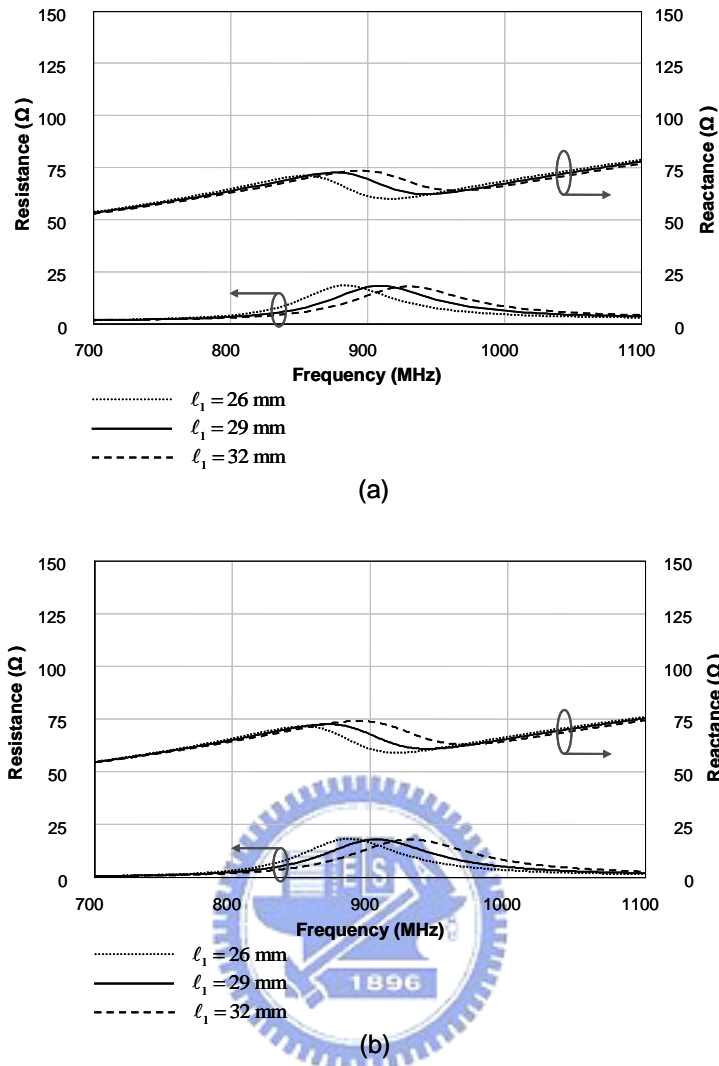 150
150
125
125
100
100
75
75
50
50
25
25
0
0
Resistance (Ω )
Reactance (Ω )
700
800
900
1000
1100
Frequency (MHz)
ℓ₁ = 26 mm
ℓ₁ = 29 mm
ℓ₁ = 32 mm
(a)
150
150
125
125
100
100
75
75
50
50
25
25
0
0
Resistance (Ω )
Reactance (Ω )
700
800
900
1000
1100
Frequency (MHz)
ℓ₁ = 26 mm
ℓ₁ = 29 mm
ℓ₁ = 32 mm
1896
(b)